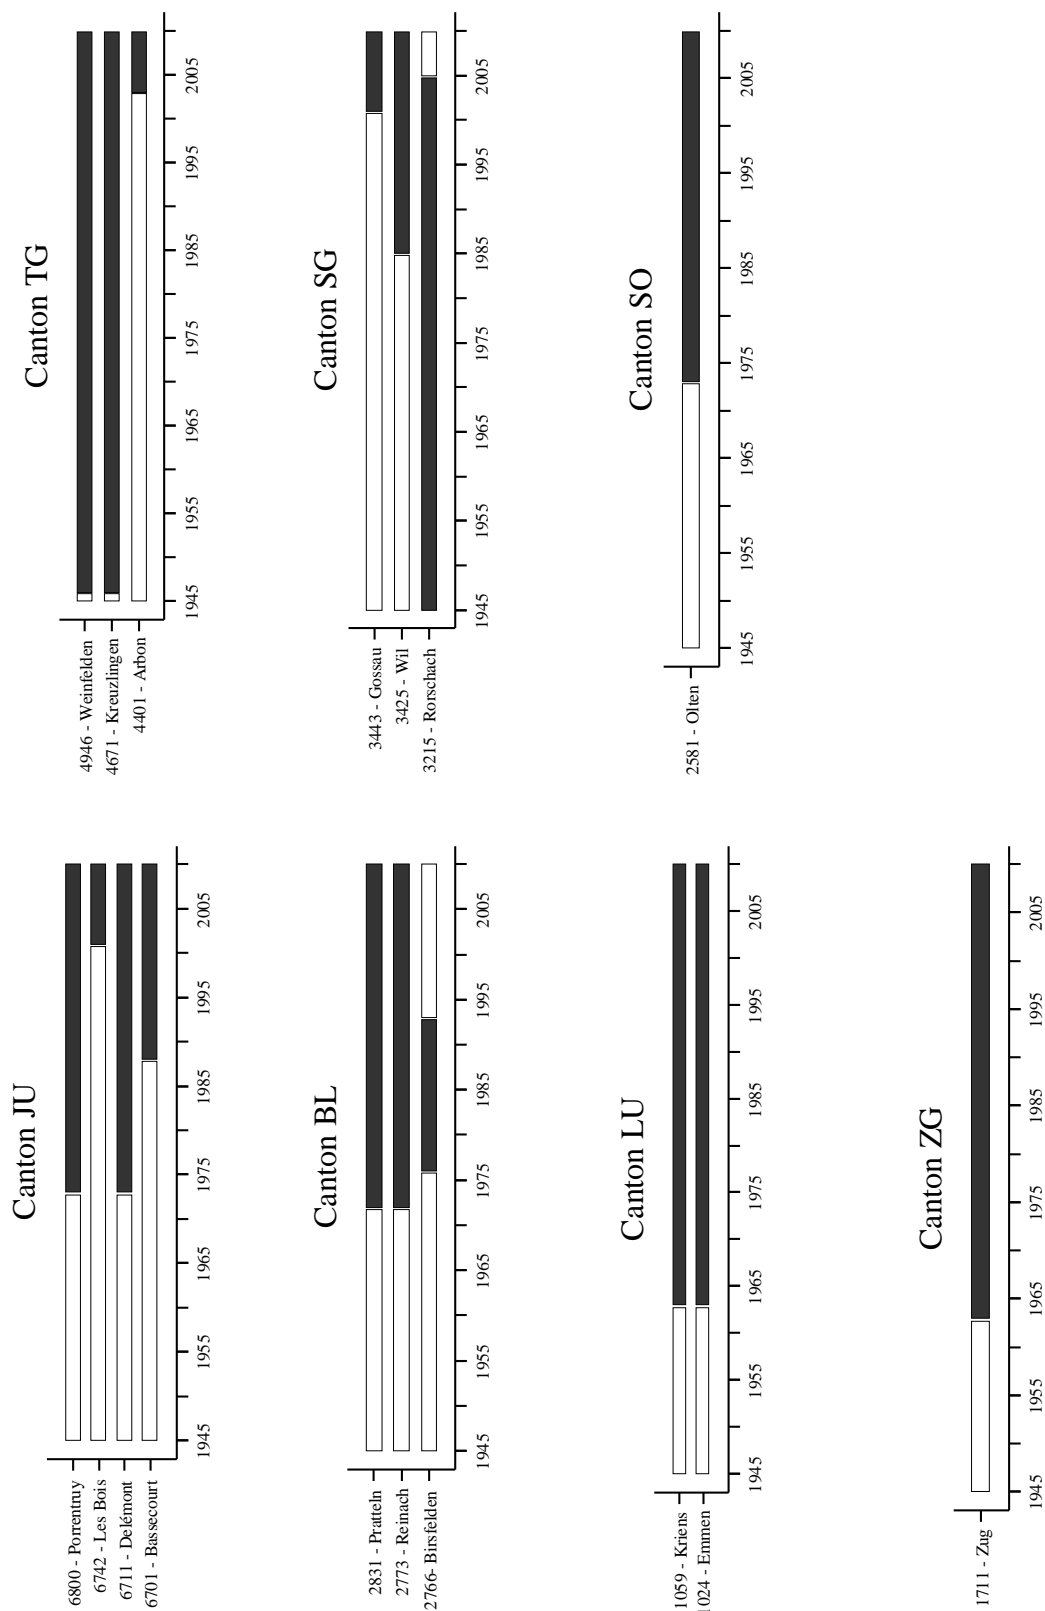 Canton JU
6800 - Porrentruy
6742 - Les Bois
6711 - Delémont
6701 - Bassecourt
1945 1955 1965 1975 1985 1995 2005
Canton TG
4946 - Weinfelden
4671 - Kreuzlingen
4401 - Arbon
1945 1955 1965 1975 1985 1995 2005
Canton BL
2831 - Pratteln
2773 - Reinach
2766- Birsfelden
1945 1955 1965 1975 1985 1995 2005
Canton SG
3443 - Gossau
3425 - Wil
3215 - Rorschach
1945 1955 1965 1975 1985 1995 2005
Canton LU
1059 - Kriens
1024 - Emmen
1945 1955 1965 1975 1985 1995 2005
Canton SO
2581 - Olten
1945 1955 1965 1975 1985 1995 2005
Canton ZG
1711 - Zug
1945 1955 1965 1975 1985 1995 2005